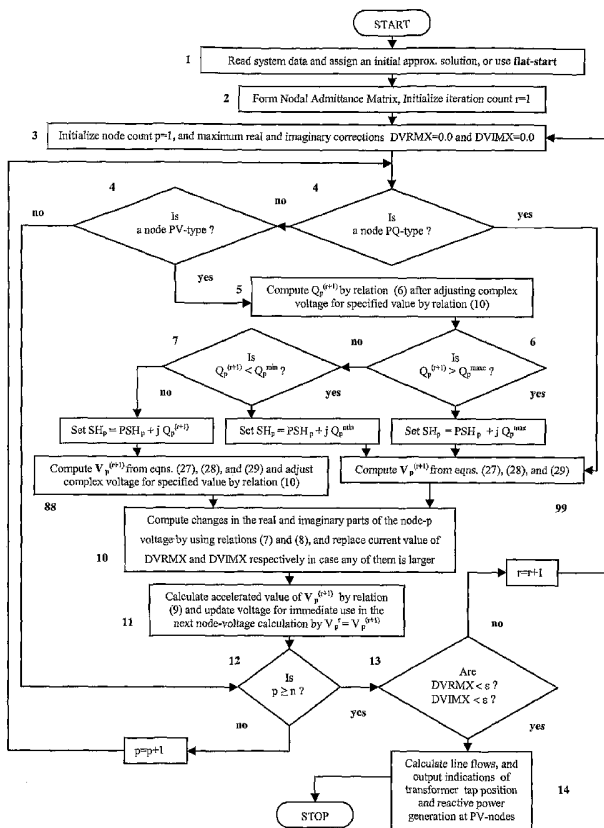 START
1
Read system data and assign an initial approx. solution, or use flat-start
2
Form Nodal Admittance Matrix, Initialize iteration count r=1
3
Initialize node count p=1, and maximum real and imaginary corrections DVRMX=0.0 and DVIMX=0.0
4
no
4
no
Is
a node PV-type ?
Is
a node PQ-type ?
yes
yes
5
Compute Qp(r+1) by relation (6) after adjusting complex
voltage for specified value by relation (10)
7
no
6
Is
Qp(r+1) < Qpmin ?
Is
Qp(r+1) > Qpmax ?
no
yes
yes
Set SHp = PSHp + j Qp(r+1)
Set SHp = PSHp + j Qpmin
Set SHp = PSHp + j Qpmax
Compute Vp(r+1) from eqns. (27), (28), and (29) and adjust
complex voltage for specified value by relation (10)
Compute Vp(r+1) from eqns. (27), (28), and (29)
88
99
Compute changes in the real and imaginary parts of the node-p
voltage by using relations (7) and (8), and replace current value of
DVRMX and DVIMX respectively in case any of them is larger
10
r=r+1
Calculate accelerated value of Vp(r+1) by relation
(9) and update voltage for immediate use in the
next node-voltage calculation by Vpr = Vp(r+1)
11
no
12
13
Is
p ≥ n ?
Are
DVRMX < ε ?
DVIMX < ε ?
no
yes
yes
p=p+1
Calculate line flows, and
output indications of
transformer tap position
and reactive power
generation at PV-nodes
14
STOP